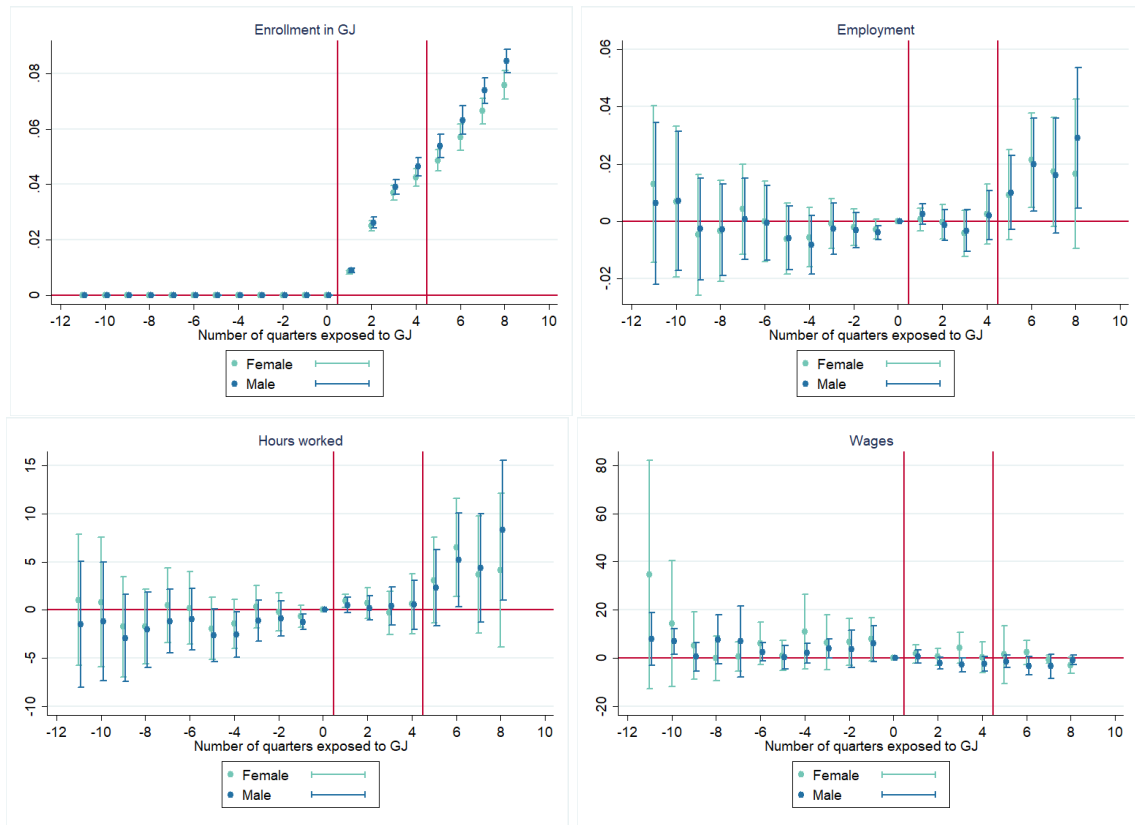 Enrollment in GJ
.08
.06
.04
.02
0
-12 -10 -8 -6 -4 -2 0 2 4 6 8 10
Number of quarters exposed to GJ
Female
Male
Employment
.06
.04
.02
0
-.02
-12 -10 -8 -6 -4 -2 0 2 4 6 8 10
Number of quarters exposed to GJ
Female
Male
Hours worked
15
10
5
0
-5
-10
-12 -10 -8 -6 -4 -2 0 2 4 6 8 10
Number of quarters exposed to GJ
Female
Male
Wages
80
60
40
20
0
-20
-12 -10 -8 -6 -4 -2 0 2 4 6 8 10
Number of quarters exposed to GJ
Female
Male